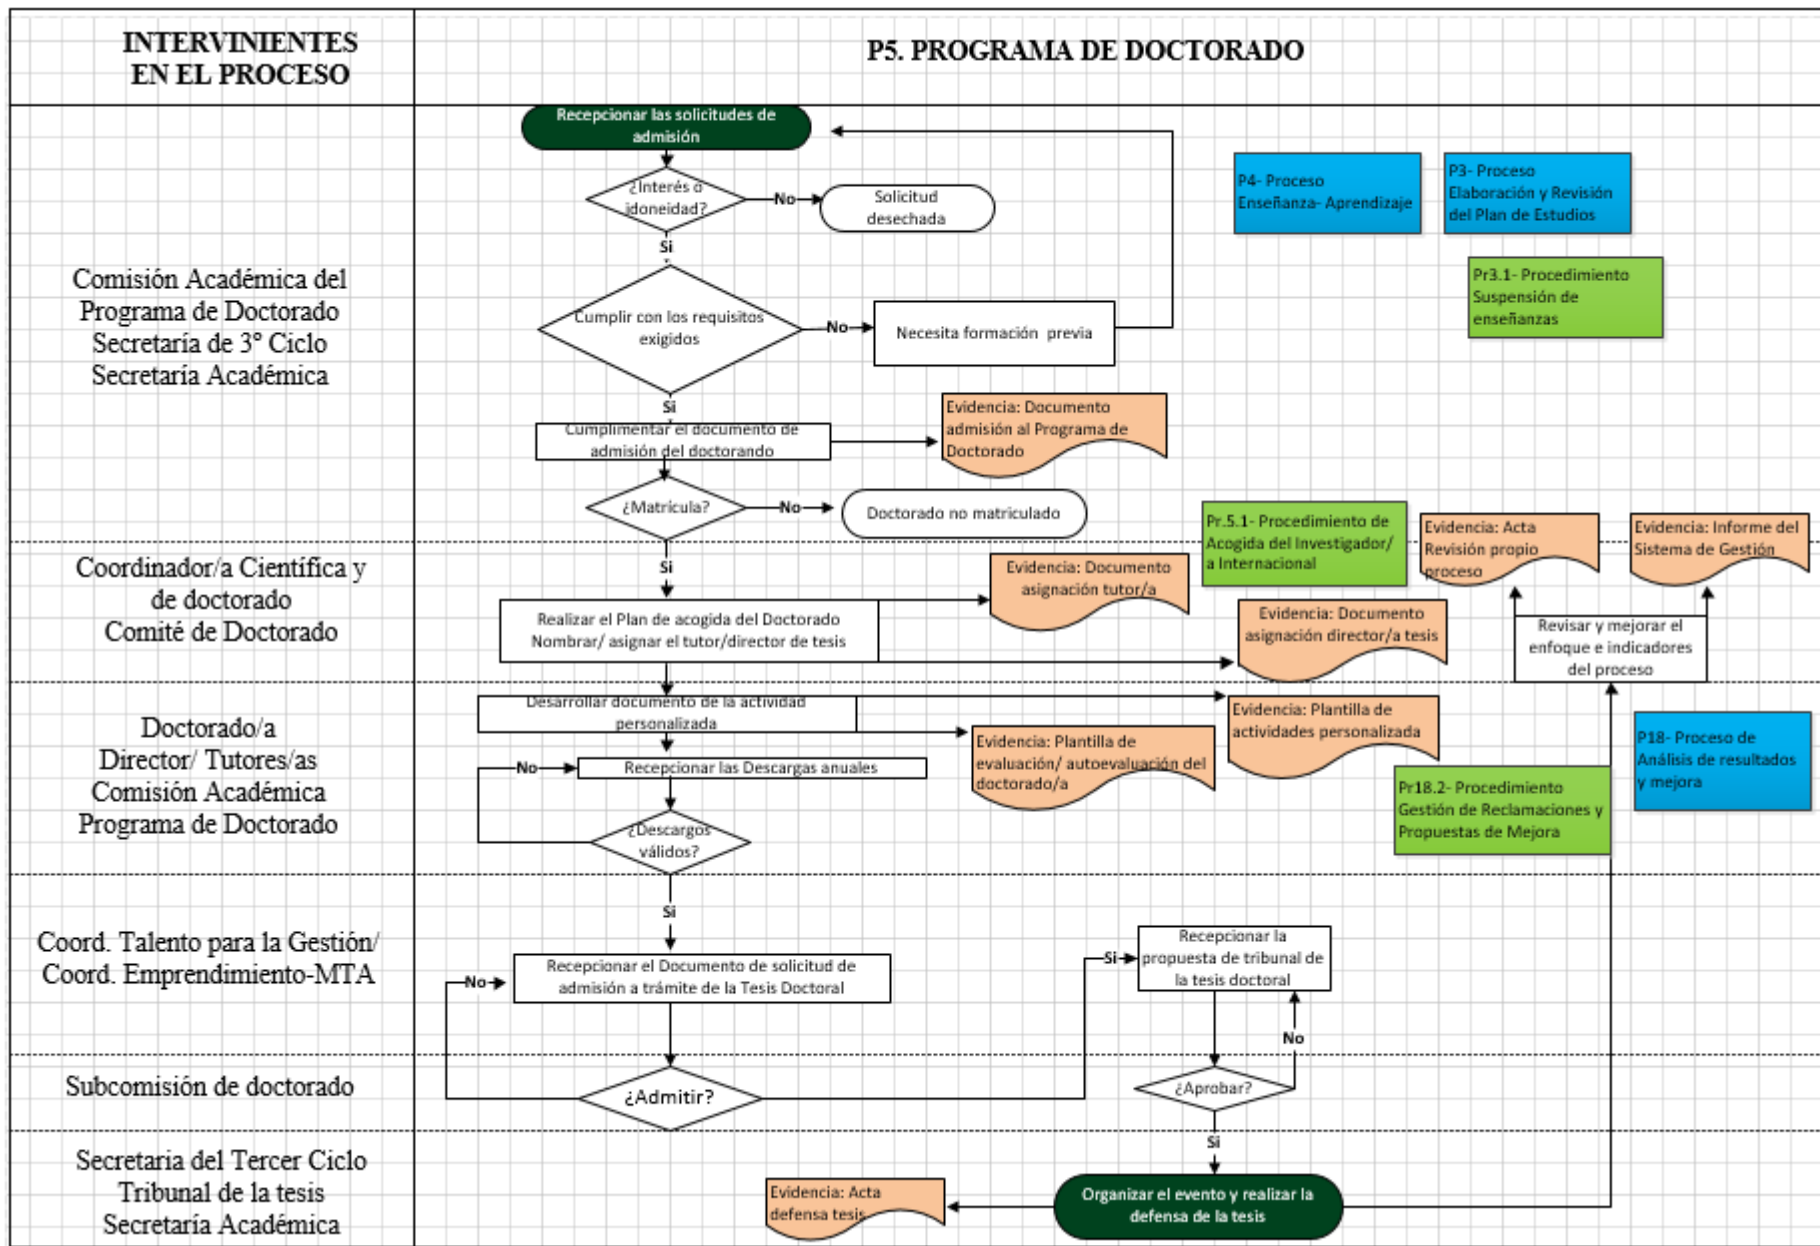 INTERVINIENTES
EN EL PROCESO
P5. PROGRAMA DE DOCTORADO
Comisión Académica del
Programa de Doctorado
Secretaría de 3º Ciclo
Secretaría Académica
Recepcionar las solicitudes de
admisión
¿Interés o
idoneidad?
No
Solicitud
desechada
Si
Cumplir con los requisitos
exigidos
No
Necesita formación previa
Si
Cumplimentar el documento de
admisión del doctorando
Evidencia: Documento
admisión al Programa de
Doctorado
¿Matrícula?
No
Doctorado no matriculado
P4- Proceso
Enseñanza- Aprendizaje
P3- Proceso
Elaboración y Revisión
del Plan de Estudios
Pr3.1- Procedimiento
Suspensión de
enseñanzas
Coordinador/a Científica y
de doctorado
Comité de Doctorado
Si
Realizar el Plan de acogida del Doctorado
Nombrar/ asignar el tutor/director de tesis
Evidencia: Documento
asignación tutor/a
Pr.5.1- Procedimiento de
Acogida del Investigador/
a Internacional
Evidencia: Documento
asignación director/a tesis
Evidencia: Acta
Revisión propio
proceso
Evidencia: Informe del
Sistema de Gestión
Revisar y mejorar el
enfoque e indicadores
del proceso
Doctorado/a
Director/ Tutores/as
Comisión Académica
Programa de Doctorado
Desarrollar documento de la actividad
personalizada
No
Recepcionar las Descargas anuales
¿Descargos
válidos?
Evidencia: Plantilla de
evaluación/ autoevaluación del
doctorado/a
Evidencia: Plantilla de
actividades personalizada
Pr18.2- Procedimiento
Gestión de Reclamaciones y
Propuestas de Mejora
P18- Proceso de
Análisis de resultados
y mejora
Coord. Talento para la Gestión/
Coord. Emprendimiento-MTA
Si
No
Recepcionar el Documento de solicitud de
admisión a trámite de la Tesis Doctoral
Si
Recepcionar la
propuesta de tribunal de
la tesis doctoral
No
Subcomisión de doctorado
¿Admitir?
¿Aprobar?
Si
Secretaria del Tercer Ciclo
Tribunal de la tesis
Secretaría Académica
Evidencia: Acta
defensa tesis
Organizar el evento y realizar la
defensa de la tesis